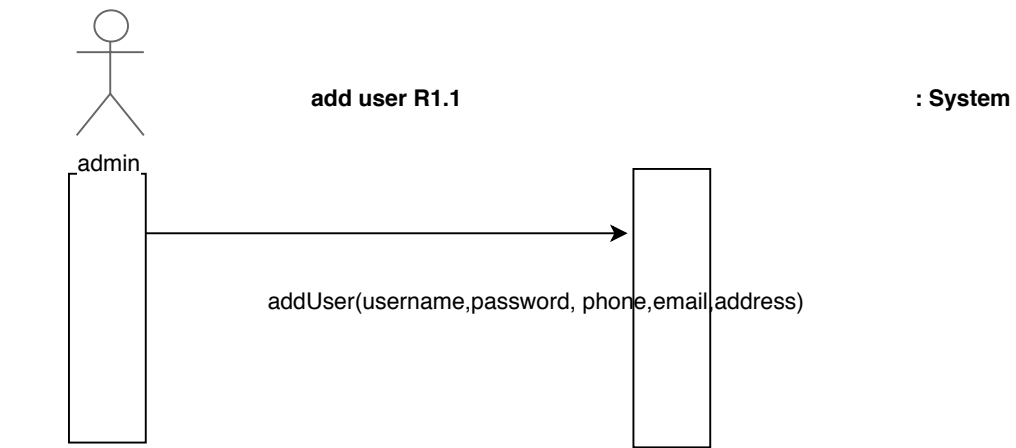 add user R1.1
: System
admin
addUser(username,password, phone,email,address)